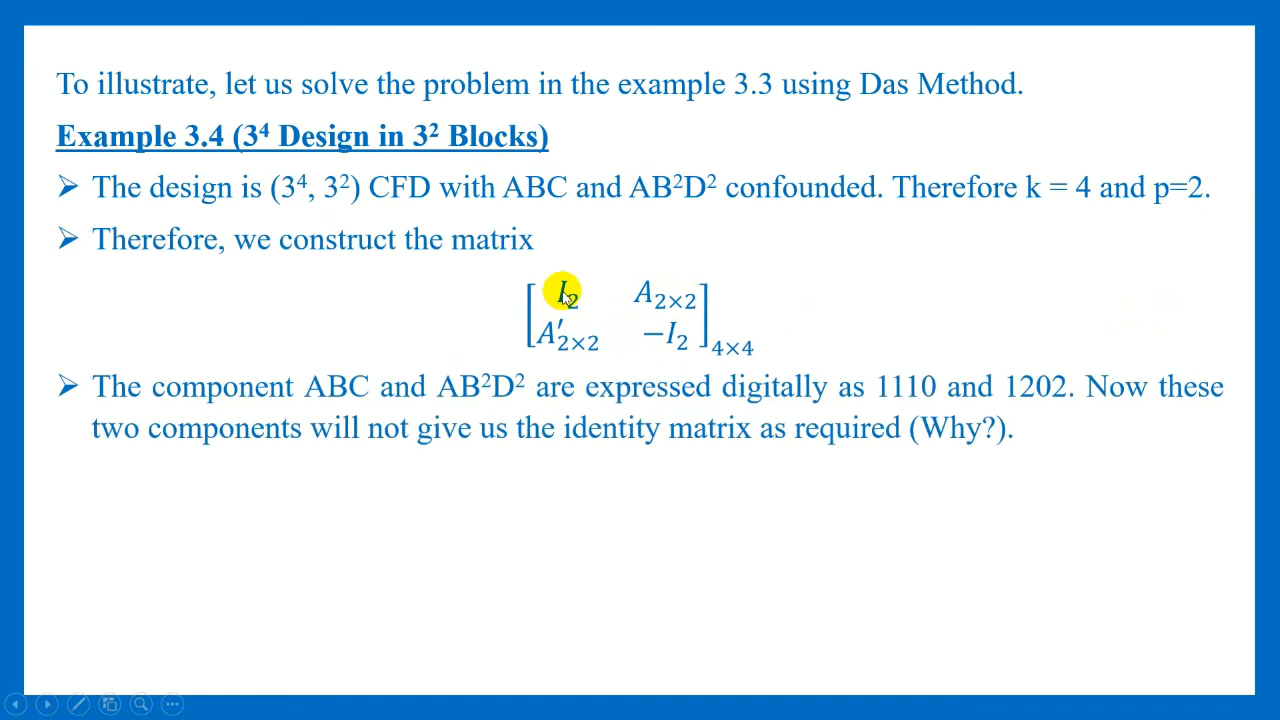 To illustrate, let us solve the problem in the example 3.3 using Das Method.
Example 3.4 (3⁴ Design in 3² Blocks)
➢ The design is (3⁴, 3²) CFD with ABC and AB²D² confounded. Therefore k = 4 and p=2.
➢ Therefore, we construct the matrix
[ I₂ A₂ₓ₂
A′₂ₓ₂ −I₂ ]₄ₓ₄
➢ The component ABC and AB²D² are expressed digitally as 1110 and 1202. Now these
two components will not give us the identity matrix as required (Why?).